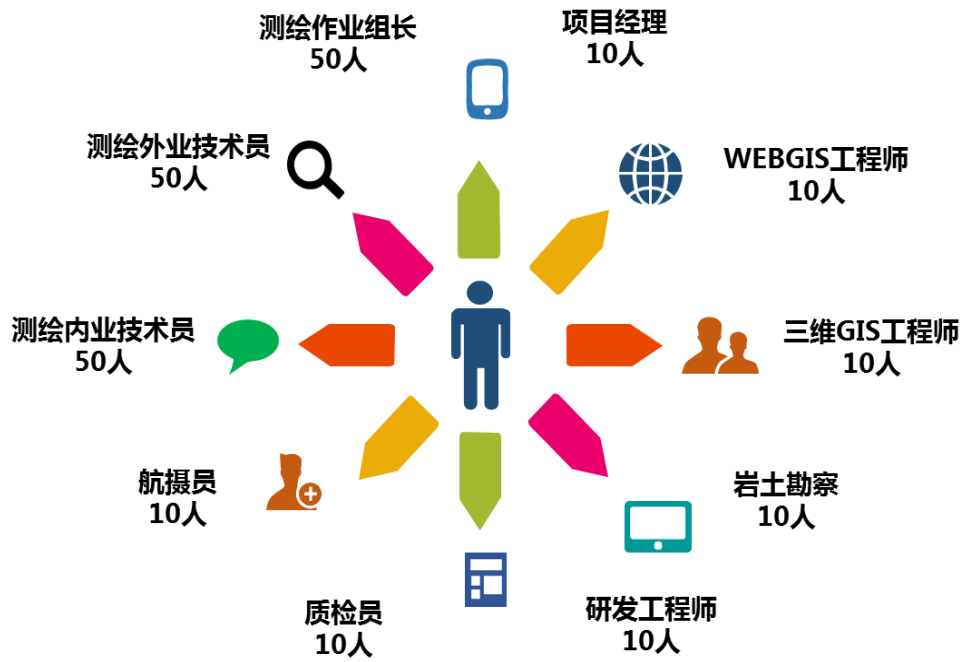 测绘作业组长
50人
项目经理
10人
测绘外业技术员
50人
WEBGIS工程师
10人
测绘内业技术员
50人
三维GIS工程师
10人
航摄员
10人
岩土勘察
10人
质检员
10人
研发工程师
10人